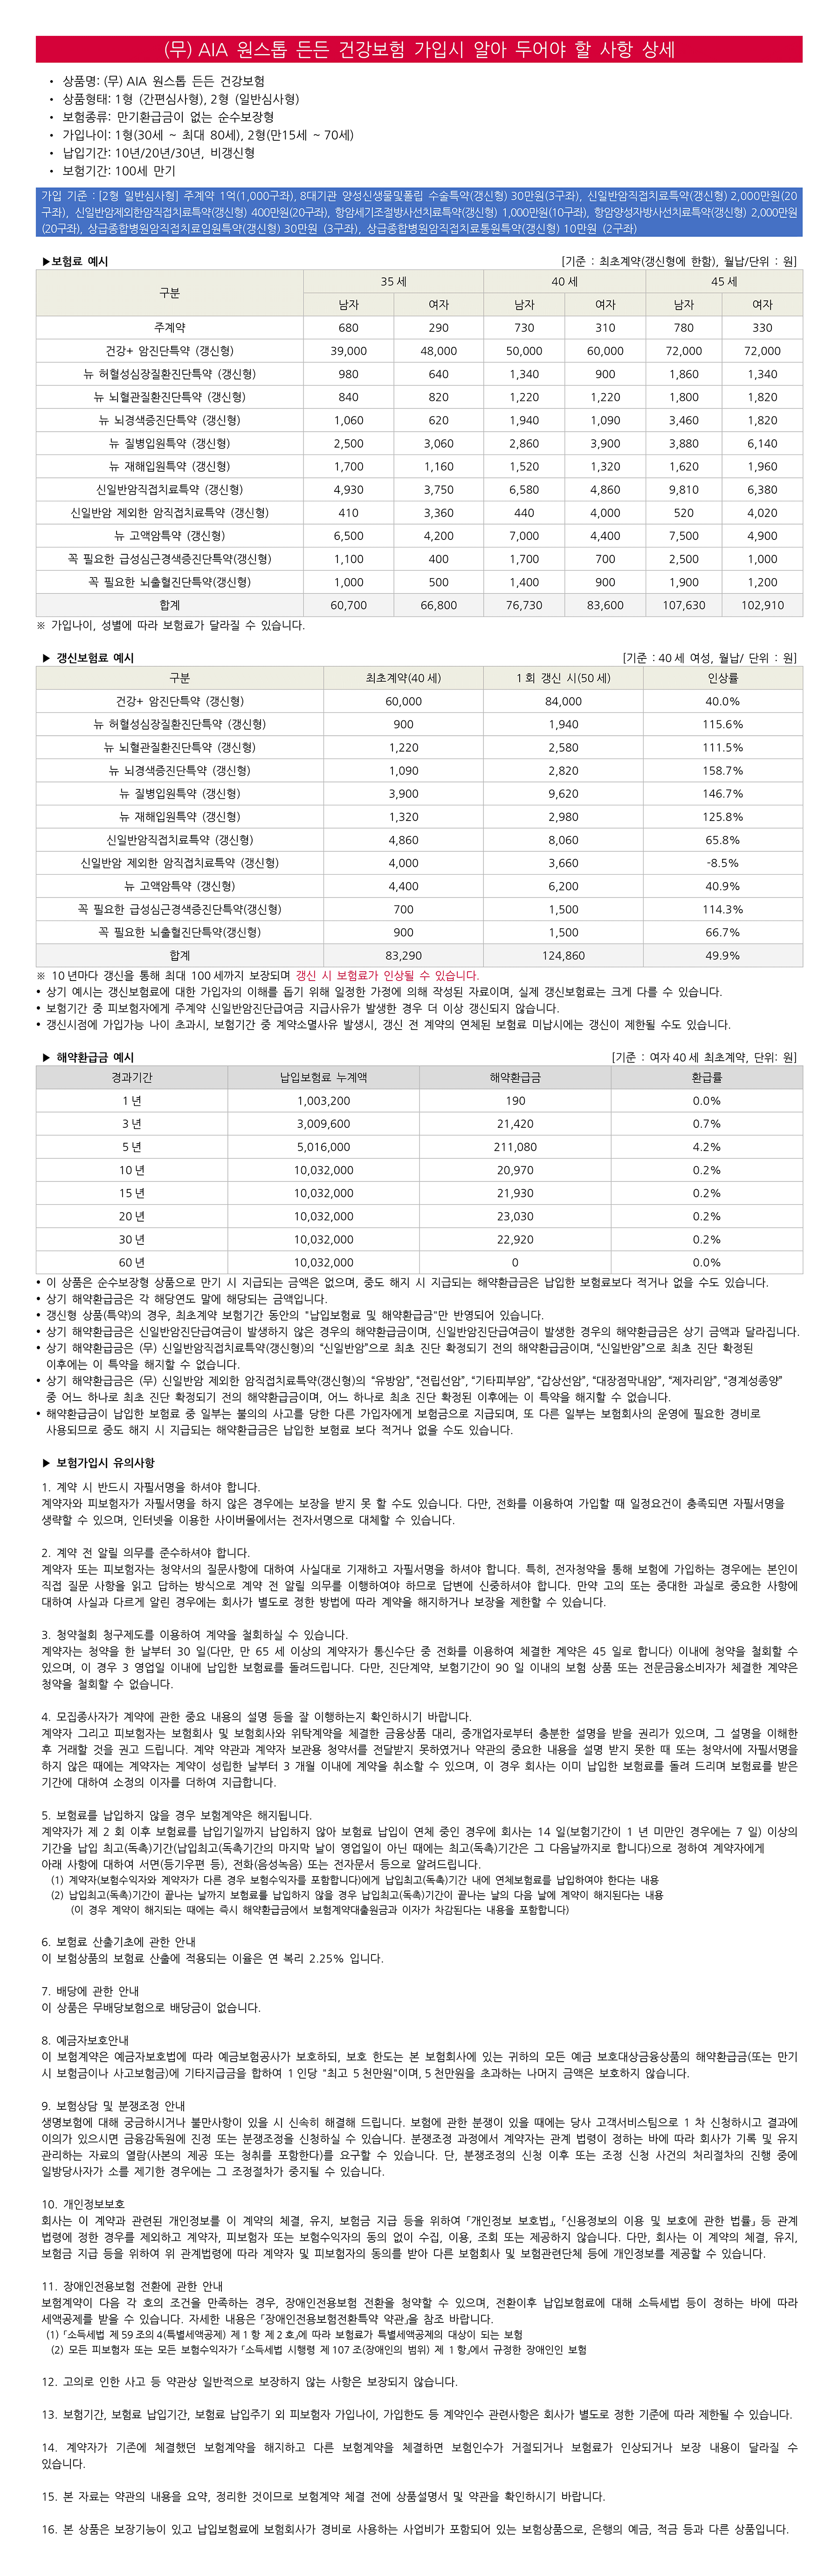 (무) AIA 원스톱 든든 건강보험 가입시 알아 두어야 할 사항 상세
• 상품명: (무) AIA 원스톱 든든 건강보험
• 상품형태: 1형 (간편심사형), 2형 (일반심사형)
• 보험종류: 만기환급금이 없는 순수보장형
• 가입나이: 1형(30세 ~ 최대 80세), 2형(만15세 ~ 70세)
• 납입기간: 10년/20년/30년, 비갱신형
• 보험기간: 100세 만기
가입 기준 : [2형 일반심사형] 주계약 1억(1,000구좌), 8대기관 양성신생물및폴립 수술특약(갱신형) 30만원(3구좌), 신일반암직접치료특약(갱신형) 2,000만원(20
구좌), 신일반암제외한암직접치료특약(갱신형) 400만원(20구좌), 항암세기조절방사선치료특약(갱신형) 1,000만원(10구좌), 항암양성자방사선치료특약(갱신형) 2,000만원
(20구좌), 상급종합병원암직접치료입원특약(갱신형) 30만원 (3구좌), 상급종합병원암직접치료통원특약(갱신형) 10만원 (2구좌)
▶보험료 예시 [기준 : 최초계약(갱신형에 한함), 월납/단위 : 원]
구분 35 세 40 세 45 세
남자 여자 남자 여자 남자 여자
주계약 680 290 730 310 780 330
건강+ 암진단특약 (갱신형) 39,000 48,000 50,000 60,000 72,000 72,000
뉴 허혈성심장질환진단특약 (갱신형) 980 640 1,340 900 1,860 1,340
뉴 뇌혈관질환진단특약 (갱신형) 840 820 1,220 1,220 1,800 1,820
뉴 뇌경색증진단특약 (갱신형) 1,060 620 1,940 1,090 3,460 1,820
뉴 질병입원특약 (갱신형) 2,500 3,060 2,860 3,900 3,880 6,140
뉴 재해입원특약 (갱신형) 1,700 1,160 1,520 1,320 1,620 1,960
신일반암직접치료특약 (갱신형) 4,930 3,750 6,580 4,860 9,810 6,380
신일반암 제외한 암직접치료특약 (갱신형) 410 3,360 440 4,000 520 4,020
뉴 고액암특약 (갱신형) 6,500 4,200 7,000 4,400 7,500 4,900
꼭 필요한 급성심근경색증진단특약(갱신형) 1,100 400 1,700 700 2,500 1,000
꼭 필요한 뇌출혈진단특약(갱신형) 1,000 500 1,400 900 1,900 1,200
합계 60,700 66,800 76,730 83,600 107,630 102,910
※ 가입나이, 성별에 따라 보험료가 달라질 수 있습니다.
▶ 갱신보험료 예시 [기준 : 40 세 여성, 월납/ 단위 : 원]
구분 최초계약(40 세) 1 회 갱신 시(50 세) 인상률
건강+ 암진단특약 (갱신형) 60,000 84,000 40.0%
뉴 허혈성심장질환진단특약 (갱신형) 900 1,940 115.6%
뉴 뇌혈관질환진단특약 (갱신형) 1,220 2,580 111.5%
뉴 뇌경색증진단특약 (갱신형) 1,090 2,820 158.7%
뉴 질병입원특약 (갱신형) 3,900 9,620 146.7%
뉴 재해입원특약 (갱신형) 1,320 2,980 125.8%
신일반암직접치료특약 (갱신형) 4,860 8,060 65.8%
신일반암 제외한 암직접치료특약 (갱신형) 4,000 3,660 -8.5%
뉴 고액암특약 (갱신형) 4,400 6,200 40.9%
꼭 필요한 급성심근경색증진단특약(갱신형) 700 1,500 114.3%
꼭 필요한 뇌출혈진단특약(갱신형) 900 1,500 66.7%
합계 83,290 124,860 49.9%
※ 10 년마다 갱신을 통해 최대 100 세까지 보장되며 갱신 시 보험료가 인상될 수 있습니다.
• 상기 예시는 갱신보험료에 대한 가입자의 이해를 돕기 위해 일정한 가정에 의해 작성된 자료이며, 실제 갱신보험료는 크게 다를 수 있습니다.
• 보험기간 중 피보험자에게 주계약 신일반암진단급여금 지급사유가 발생한 경우 더 이상 갱신되지 않습니다.
• 갱신시점에 가입가능 나이 초과시, 보험기간 중 계약소멸사유 발생시, 갱신 전 계약의 연체된 보험료 미납시에는 갱신이 제한될 수도 있습니다.
▶ 해약환급금 예시 [기준 : 여자 40 세 최초계약, 단위: 원]
경과기간 납입보험료 누계액 해약환급금 환급률
1 년 1,003,200 190 0.0%
3 년 3,009,600 21,420 0.7%
5 년 5,016,000 211,080 4.2%
10 년 10,032,000 20,970 0.2%
15 년 10,032,000 21,930 0.2%
20 년 10,032,000 23,030 0.2%
30 년 10,032,000 22,920 0.2%
60 년 10,032,000 0 0.0%
• 이 상품은 순수보장형 상품으로 만기 시 지급되는 금액은 없으며, 중도 해지 시 지급되는 해약환급금은 납입한 보험료보다 적거나 없을 수도 있습니다.
• 상기 해약환급금은 각 해당연도 말에 해당되는 금액입니다.
• 갱신형 상품(특약)의 경우, 최초계약 보험기간 동안의 "납입보험료 및 해약환급금"만 반영되어 있습니다.
• 상기 해약환급금은 신일반암진단급여금이 발생하지 않은 경우의 해약환급금이며, 신일반암진단급여금이 발생한 경우의 해약환급금은 상기 금액과 달라집니다.
• 상기 해약환급금은 (무) 신일반암직접치료특약(갱신형)의 “신일반암”으로 최초 진단 확정되기 전의 해약환급금이며, “신일반암”으로 최초 진단 확정된
이후에는 이 특약을 해지할 수 없습니다.
• 상기 해약환급금은 (무) 신일반암 제외한 암직접치료특약(갱신형)의 “유방암”, “전립선암”, “기타피부암”, “갑상선암”, “대장점막내암”, “제자리암”, “경계성종양”
중 어느 하나로 최초 진단 확정되기 전의 해약환급금이며, 어느 하나로 최초 진단 확정된 이후에는 이 특약을 해지할 수 없습니다.
• 해약환급금이 납입한 보험료 중 일부는 불의의 사고를 당한 다른 가입자에게 보험금으로 지급되며, 또 다른 일부는 보험회사의 운영에 필요한 경비로
사용되므로 중도 해지 시 지급되는 해약환급금은 납입한 보험료 보다 적거나 없을 수도 있습니다.
▶ 보험가입시 유의사항
1. 계약 시 반드시 자필서명을 하셔야 합니다.
계약자와 피보험자가 자필서명을 하지 않은 경우에는 보장을 받지 못 할 수도 있습니다. 다만, 전화를 이용하여 가입할 때 일정요건이 충족되면 자필서명을
생략할 수 있으며, 인터넷을 이용한 사이버몰에서는 전자서명으로 대체할 수 있습니다.
2. 계약 전 알릴 의무를 준수하셔야 합니다.
계약자 또는 피보험자는 청약서의 질문사항에 대하여 사실대로 기재하고 자필서명을 하셔야 합니다. 특히, 전자청약을 통해 보험에 가입하는 경우에는 본인이
직접 질문 사항을 읽고 답하는 방식으로 계약 전 알릴 의무를 이행하여야 하므로 답변에 신중하셔야 합니다. 만약 고의 또는 중대한 과실로 중요한 사항에
대하여 사실과 다르게 알린 경우에는 회사가 별도로 정한 방법에 따라 계약을 해지하거나 보장을 제한할 수 있습니다.
3. 청약철회 청구제도를 이용하여 계약을 철회하실 수 있습니다.
계약자는 청약을 한 날부터 30 일(다만, 만 65 세 이상의 계약자가 통신수단 중 전화를 이용하여 체결한 계약은 45 일로 합니다) 이내에 청약을 철회할 수
있으며, 이 경우 3 영업일 이내에 납입한 보험료를 돌려드립니다. 다만, 진단계약, 보험기간이 90 일 이내의 보험 상품 또는 전문금융소비자가 체결한 계약은
청약을 철회할 수 없습니다.
4. 모집종사자가 계약에 관한 중요 내용의 설명 등을 잘 이행하는지 확인하시기 바랍니다.
계약자 그리고 피보험자는 보험회사 및 보험회사와 위탁계약을 체결한 금융상품 대리, 중개업자로부터 충분한 설명을 받을 권리가 있으며, 그 설명을 이해한
후 거래할 것을 권고 드립니다. 계약 약관과 계약자 보관용 청약서를 전달받지 못하였거나 약관의 중요한 내용을 설명 받지 못한 때 또는 청약서에 자필서명을
하지 않은 때에는 계약자는 계약이 성립한 날부터 3 개월 이내에 계약을 취소할 수 있으며, 이 경우 회사는 이미 납입한 보험료를 돌려 드리며 보험료를 받은
기간에 대하여 소정의 이자를 더하여 지급합니다.
5. 보험료를 납입하지 않을 경우 보험계약은 해지됩니다.
계약자가 제 2 회 이후 보험료를 납입기일까지 납입하지 않아 보험료 납입이 연체 중인 경우에 회사는 14 일(보험기간이 1 년 미만인 경우에는 7 일) 이상의
기간을 납입 최고(독촉)기간(납입최고(독촉기간의 마지막 날이 영업일이 아닌 때에는 최고(독촉)기간은 그 다음날까지로 합니다)으로 정하여 계약자에게
아래 사항에 대하여 서면(등기우편 등), 전화(음성녹음) 또는 전자문서 등으로 알려드립니다.
(1) 계약자(보험수익자와 계약자가 다른 경우 보험수익자를 포함합니다)에게 납입최고(독촉)기간 내에 연체보험료를 납입하여야 한다는 내용
(2) 납입최고(독촉)기간이 끝나는 날까지 보험료를 납입하지 않을 경우 납입최고(독촉)기간이 끝나는 날의 다음 날에 계약이 해지된다는 내용
(이 경우 계약이 해지되는 때에는 즉시 해약환급금에서 보험계약대출원금과 이자가 차감된다는 내용을 포함합니다)
6. 보험료 산출기초에 관한 안내
이 보험상품의 보험료 산출에 적용되는 이율은 연 복리 2.25% 입니다.
7. 배당에 관한 안내
이 상품은 무배당보험으로 배당금이 없습니다.
8. 예금자보호안내
이 보험계약은 예금자보호법에 따라 예금보험공사가 보호하되, 보호 한도는 본 보험회사에 있는 귀하의 모든 예금 보호대상금융상품의 해약환급금(또는 만기
시 보험금이나 사고보험금)에 기타지급금을 합하여 1 인당 "최고 5 천만원"이며, 5 천만원을 초과하는 나머지 금액은 보호하지 않습니다.
9. 보험상담 및 분쟁조정 안내
생명보험에 대해 궁금하시거나 불만사항이 있을 시 신속히 해결해 드립니다. 보험에 관한 분쟁이 있을 때에는 당사 고객서비스팀으로 1 차 신청하시고 결과에
이의가 있으시면 금융감독원에 진정 또는 분쟁조정을 신청하실 수 있습니다. 분쟁조정 과정에서 계약자는 관계 법령이 정하는 바에 따라 회사가 기록 및 유지
관리하는 자료의 열람(사본의 제공 또는 청취를 포함한다)를 요구할 수 있습니다. 단, 분쟁조정의 신청 이후 또는 조정 신청 사건의 처리절차의 진행 중에
일방당사자가 소를 제기한 경우에는 그 조정절차가 중지될 수 있습니다.
10. 개인정보보호
회사는 이 계약과 관련된 개인정보를 이 계약의 체결, 유지, 보험금 지급 등을 위하여 「개인정보 보호법」, 「신용정보의 이용 및 보호에 관한 법률」 등 관계
법령에 정한 경우를 제외하고 계약자, 피보험자 또는 보험수익자의 동의 없이 수집, 이용, 조회 또는 제공하지 않습니다. 다만, 회사는 이 계약의 체결, 유지,
보험금 지급 등을 위하여 위 관계법령에 따라 계약자 및 피보험자의 동의를 받아 다른 보험회사 및 보험관련단체 등에 개인정보를 제공할 수 있습니다.
11. 장애인전용보험 전환에 관한 안내
보험계약이 다음 각 호의 조건을 만족하는 경우, 장애인전용보험 전환을 청약할 수 있으며, 전환이후 납입보험료에 대해 소득세법 등이 정하는 바에 따라
세액공제를 받을 수 있습니다. 자세한 내용은 「장애인전용보험전환특약 약관」을 참조 바랍니다.
(1) 「소득세법 제 59 조의 4(특별세액공제) 제 1 항 제 2 호」에 따라 보험료가 특별세액공제의 대상이 되는 보험
(2) 모든 피보험자 또는 모든 보험수익자가 「소득세법 시행령 제 107 조(장애인의 범위) 제 1 항」에서 규정한 장애인인 보험
12. 고의로 인한 사고 등 약관상 일반적으로 보장하지 않는 사항은 보장되지 않습니다.
13. 보험기간, 보험료 납입기간, 보험료 납입주기 외 피보험자 가입나이, 가입한도 등 계약인수 관련사항은 회사가 별도로 정한 기준에 따라 제한될 수 있습니다.
14. 계약자가 기존에 체결했던 보험계약을 해지하고 다른 보험계약을 체결하면 보험인수가 거절되거나 보험료가 인상되거나 보장 내용이 달라질 수
있습니다.
15. 본 자료는 약관의 내용을 요약, 정리한 것이므로 보험계약 체결 전에 상품설명서 및 약관을 확인하시기 바랍니다.
16. 본 상품은 보장기능이 있고 납입보험료에 보험회사가 경비로 사용하는 사업비가 포함되어 있는 보험상품으로, 은행의 예금, 적금 등과 다른 상품입니다.